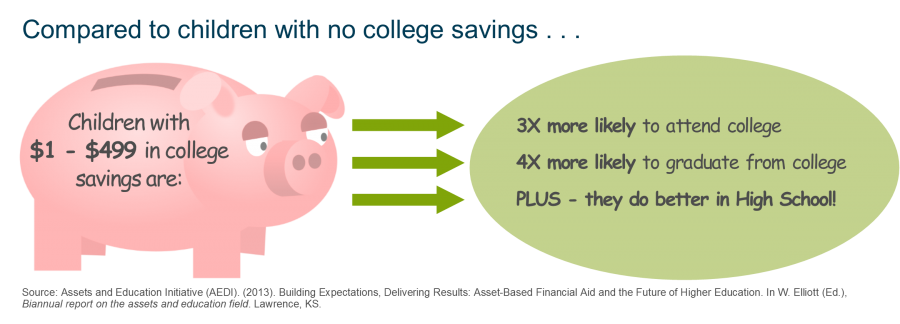 Compared to children with no college savings . . .
Children with
$1 - $499 in college
savings are:
3X more likely to attend college
4X more likely to graduate from college
PLUS - they do better in High School!
Source: Assets and Education Initiative (AEDI). (2013). Building Expectations, Delivering Results: Asset-Based Financial Aid and the Future of Higher Education. In W. Elliott (Ed.),
Biannual report on the assets and education field. Lawrence, KS.